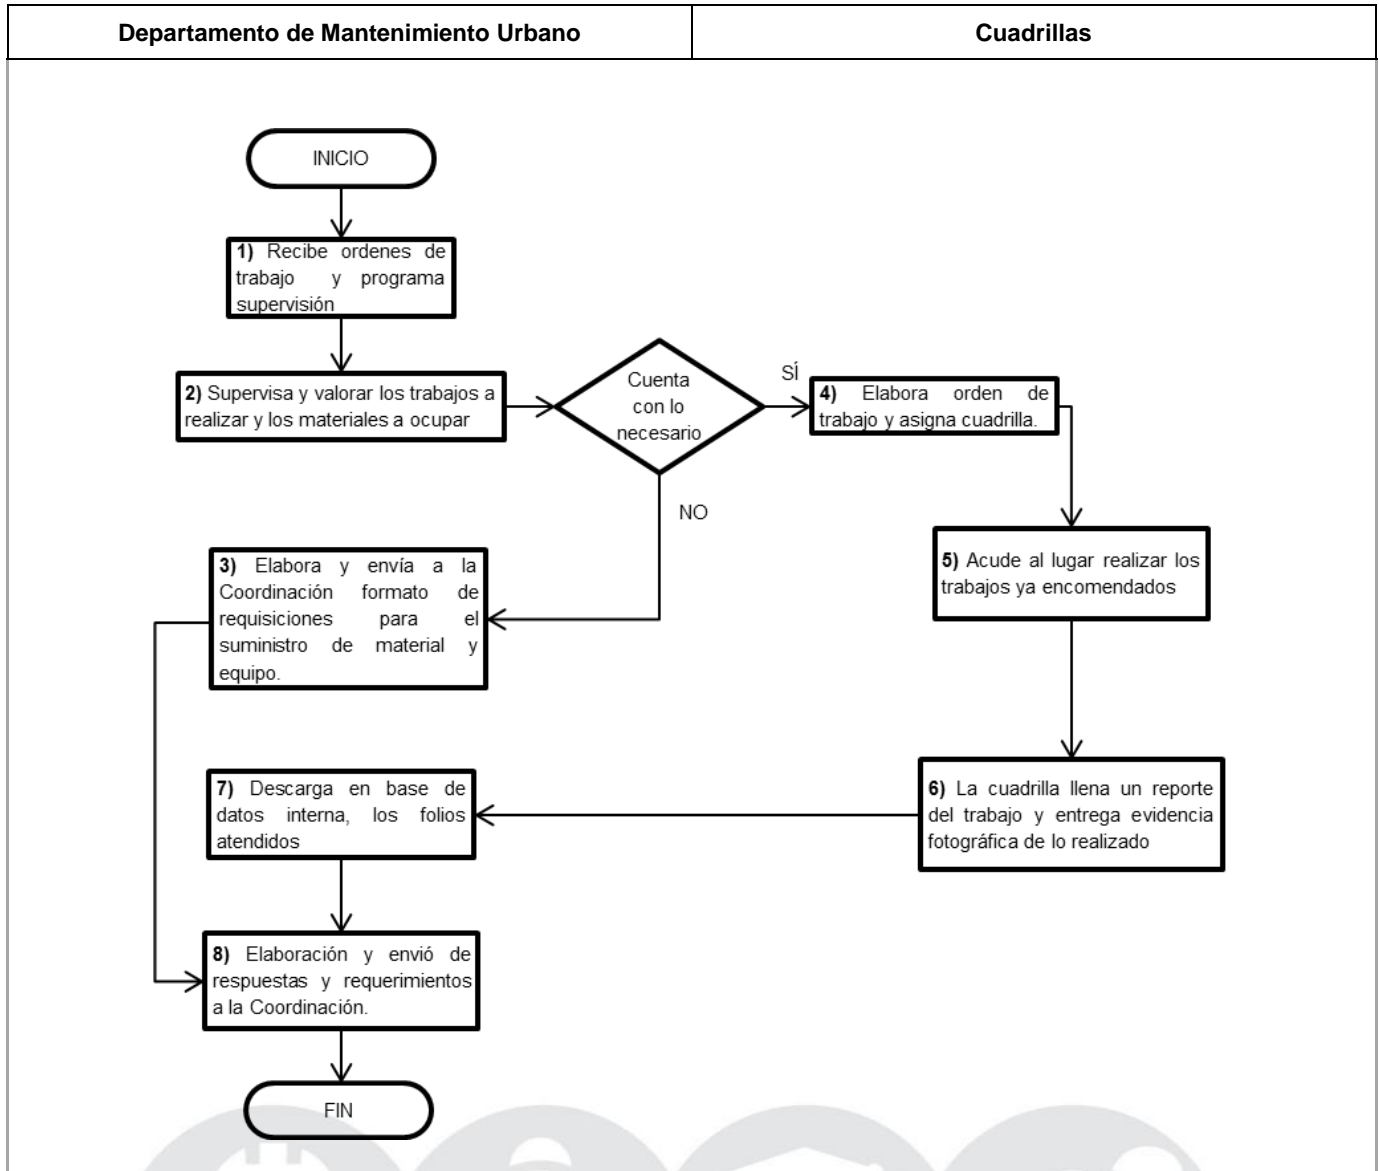 Departamento de Mantenimiento Urbano
Cuadrillas
INICIO
1) Recibe ordenes de
trabajo y programa
supervisión
2) Supervisa y valorar los trabajos a
realizar y los materiales a ocupar
Cuenta
con lo
necesario
SÍ
4) Elabora orden de
trabajo y asigna cuadrilla.
NO
3) Elabora y envía a la
Coordinación formato de
requisiciones para el
suministro de material y
equipo.
5) Acude al lugar realizar los
trabajos ya encomendados
6) La cuadrilla llena un reporte
del trabajo y entrega evidencia
fotográfica de lo realizado
7) Descarga en base de
datos interna, los folios
atendidos
8) Elaboración y envió de
respuestas y requerimientos
a la Coordinación.
FIN